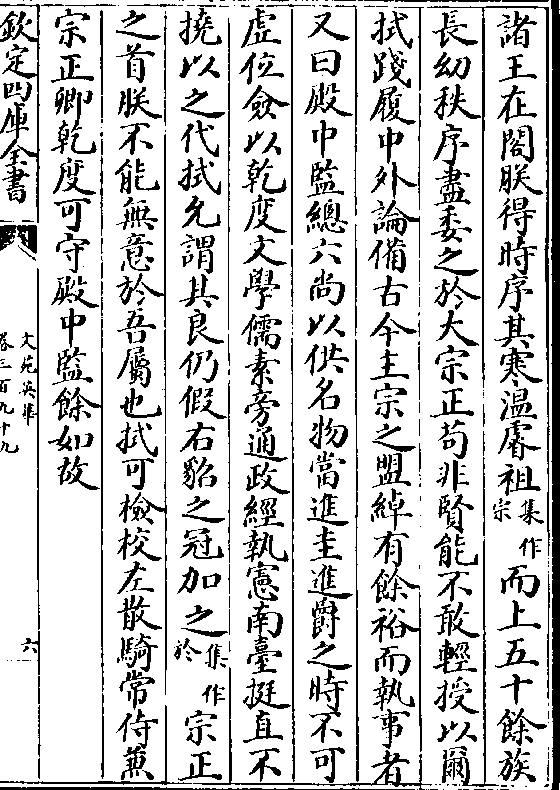 諸王在閣朕得時序其寒温睿祖集作宗而上五十餘族
長幼秩序盡委之於大宗正苟非賢能不敢輕授以爾
拭踐履中外論備古今主宗之盟綽有餘裕而執事者
又曰殿中監總六尚以供名物當進圭進爵之時不可
虚位僉以乾度文學儒素旁通政經執憲南臺挺直不
撓以之代拭允謂其良仍假右貂之冠加之集作於宗正
之首朕不能無意於吾屬也拭可檢校左散騎常侍兼
宗正卿乾度可守殿中監餘如故
欽定四庫全書
文苑英華
卷三百九十九
六